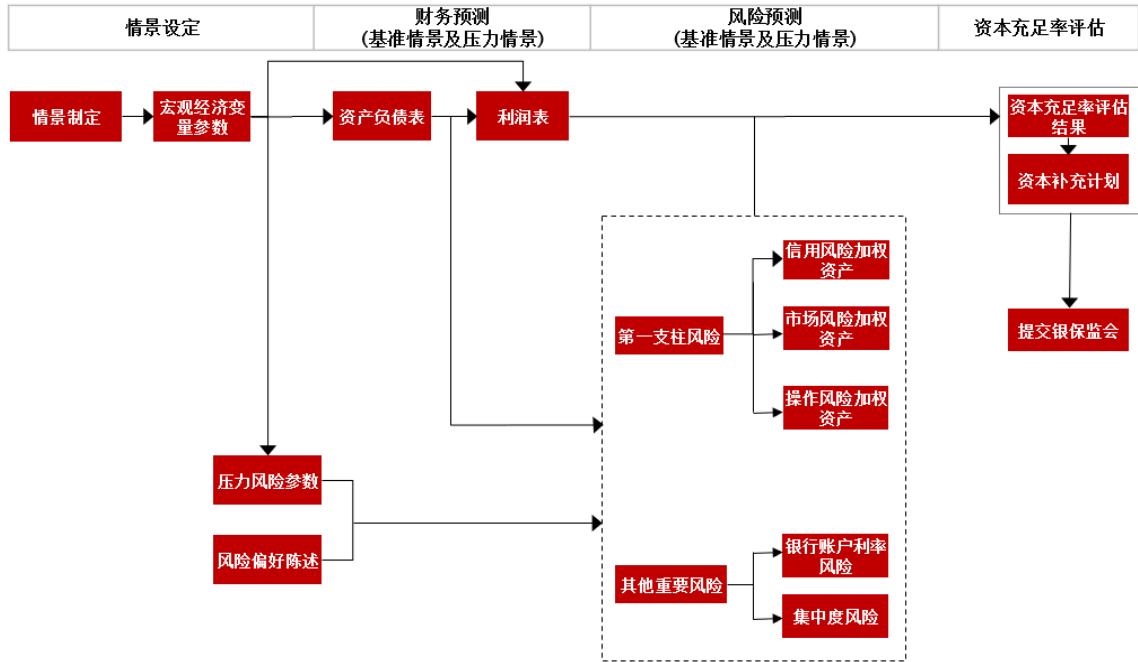 情景设定
财务预测
(基准情景及压力情景)
风险预测
(基准情景及压力情景)
资本充足率评估
情景制定
宏观经济变
量参数
资产负债表
利润表
资本充足率评估
结果
资本补充计划
信用风险加权
资产
第一支柱风险
市场风险加权
资产
提交银保监会
操作风险加权
资产
压力风险参数
风险偏好陈述
银行账户利率
风险
其他重要风险
集中度风险